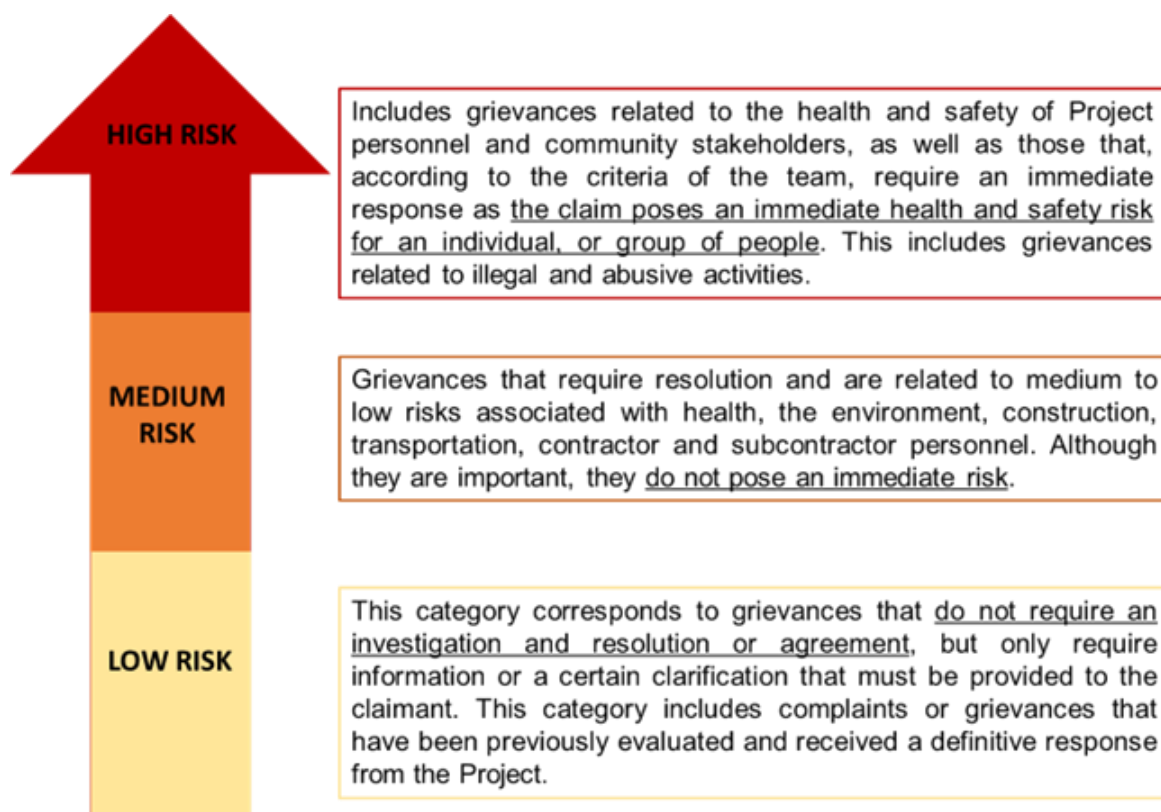 HIGH RISK
Includes grievances related to the health and safety of Project
personnel and community stakeholders, as well as those that,
according to the criteria of the team, require an immediate
response as the claim poses an immediate health and safety risk
for an individual, or group of people. This includes grievances
related to illegal and abusive activities.
MEDIUM
RISK
Grievances that require resolution and are related to medium to
low risks associated with health, the environment, construction,
transportation, contractor and subcontractor personnel. Although
they are important, they do not pose an immediate risk.
LOW RISK
This category corresponds to grievances that do not require an
investigation and resolution or agreement, but only require
information or a certain clarification that must be provided to the
claimant. This category includes complaints or grievances that
have been previously evaluated and received a definitive response
from the Project.